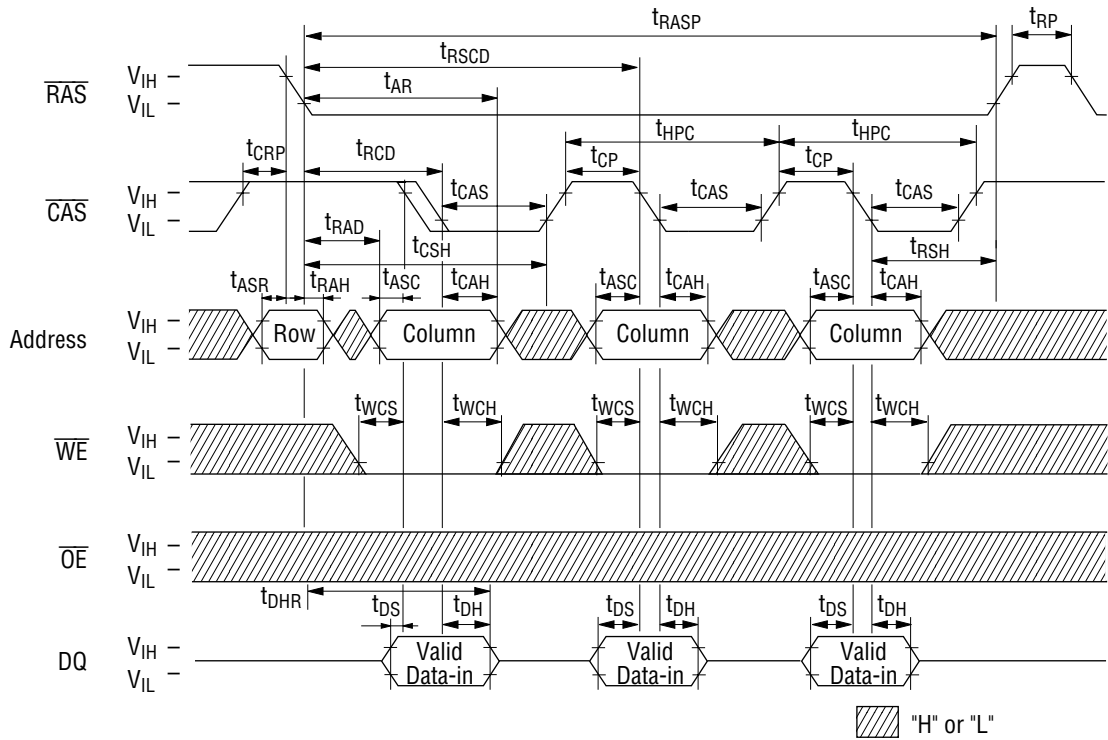 tRASP
tRP
tRSCD
tAR
RAS
VIH
VIL
tCRP
tRCD
tHPC
tHPC
tCP
tCP
CAS
VIH
VIL
tCAS
tCAS
tCAS
tRAD
tCSH
tRSH
tASR
tRAH
tASC
tCAH
tASC
tCAH
tASC
tCAH
Address
VIH
VIL
Row
Column
Column
Column
tWCS
tWCH
tWCS
tWCH
tWCS
tWCH
WE
VIH
VIL
OE
VIH
VIL
tDHR
tDS
tDH
tDS
tDH
tDS
tDH
DQ
VIH
VIL
Valid
Data-in
Valid
Data-in
Valid
Data-in
"H" or "L"